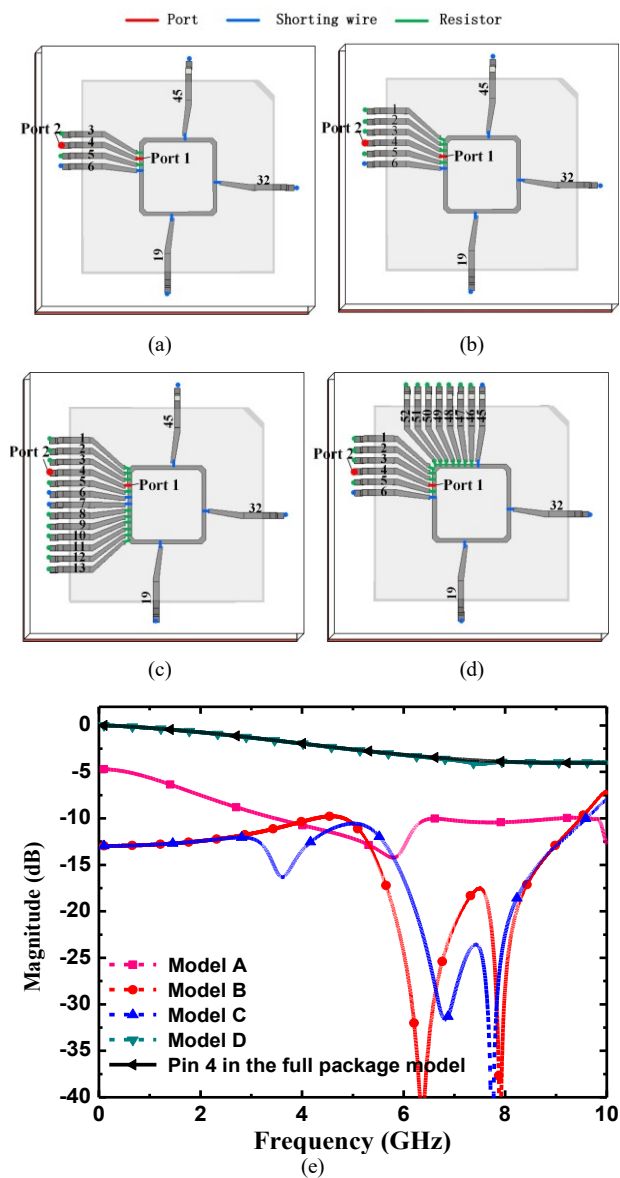 Port Shorting wire Resistor
45
3
Port 2
4
5
Port 1
6
32
19
(a)
45
1
2
3
Port 2
4
5
Port 1
6
32
19
(b)
45
1
2
3
Port 2
4
5
Port 1
6
7
8
9
10
11
12
13
32
19
(c)
52 51 50 49 48 47 46 45
1
2
3
Port 2
4
5
Port 1
6
32
19
(d)
Magnitude (dB)
0
-5
-10
-15
-20
-25
-30
-35
-40
Model A
Model B
Model C
Model D
Pin 4 in the full package model
0 2 4 6 8 10
Frequency (GHz)
(e)